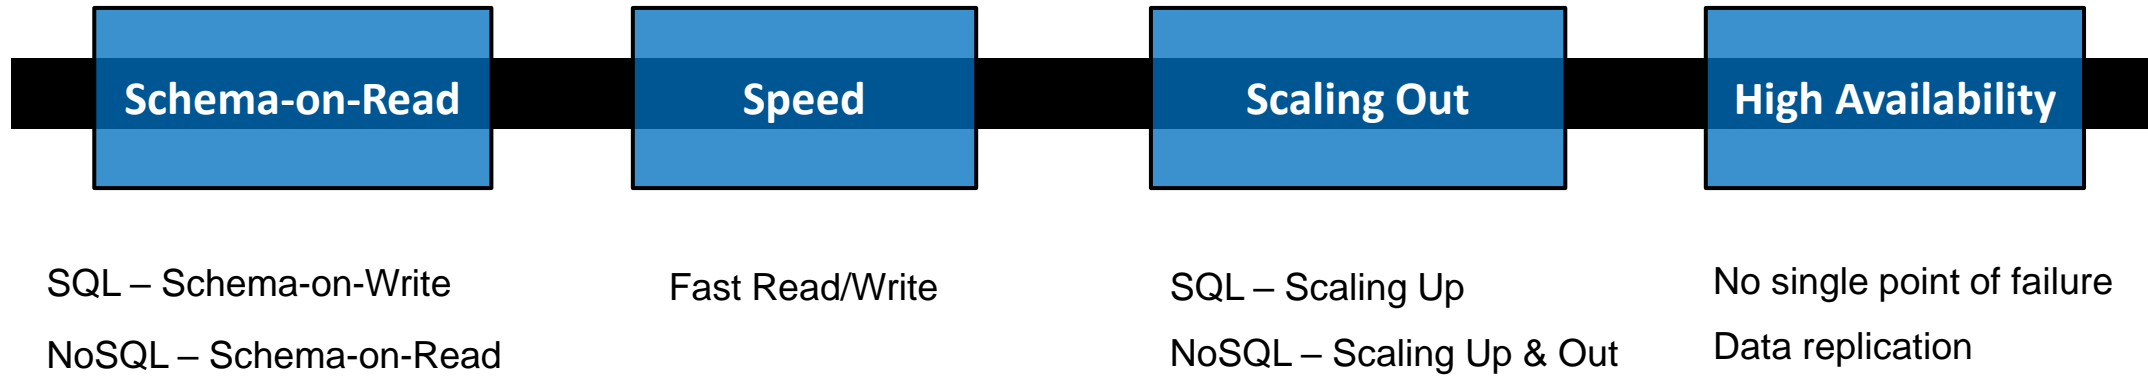 Schema-on-Read
Speed
Scaling Out
High Availability
SQL – Schema-on-Write
NoSQL – Schema-on-Read
Fast Read/Write
SQL – Scaling Up
NoSQL – Scaling Up & Out
No single point of failure
Data replication